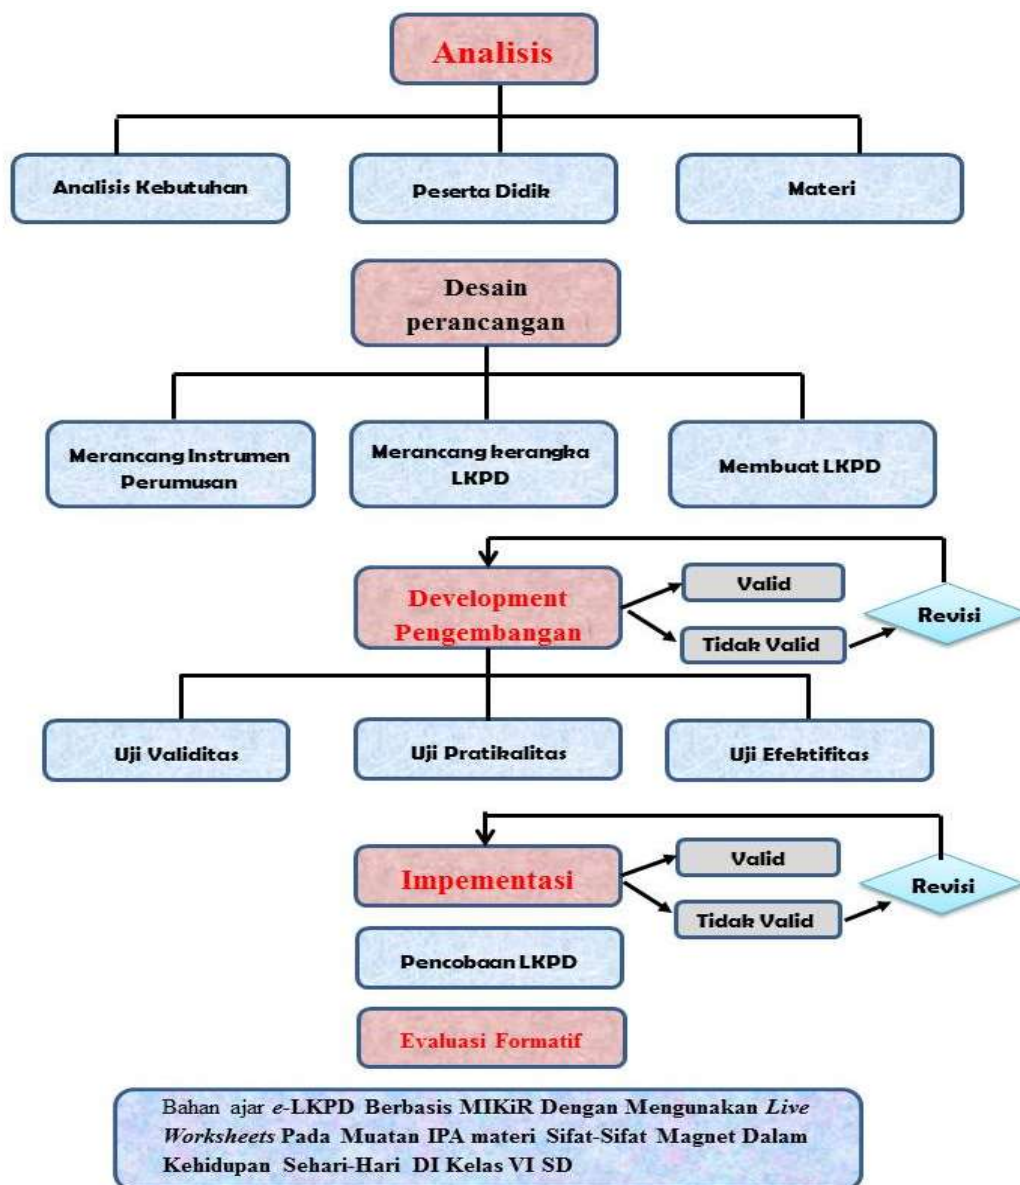 Analisis
Analisis Kebutuhan
Peserta Didik
Materi
Desain
perancangan
Merancang Instrumen
Perumusan
Merancang kerangka
LKPD
Membuat LKPD
Development
Pengembangan
Valid
Tidak Valid
Revisi
Uji Validitas
Uji Pratikalitas
Uji Efektifitas
Impementasi
Valid
Tidak Valid
Revisi
Pencobaan LKPD
Evaluasi Formatif
Bahan ajar e-LKPD Berbasis MIKiR Dengan Mengunakan Live
Worksheets Pada Muatan IPA materi Sifat-Sifat Magnet Dalam
Kehidupan Sehari-Hari DI Kelas VI SD